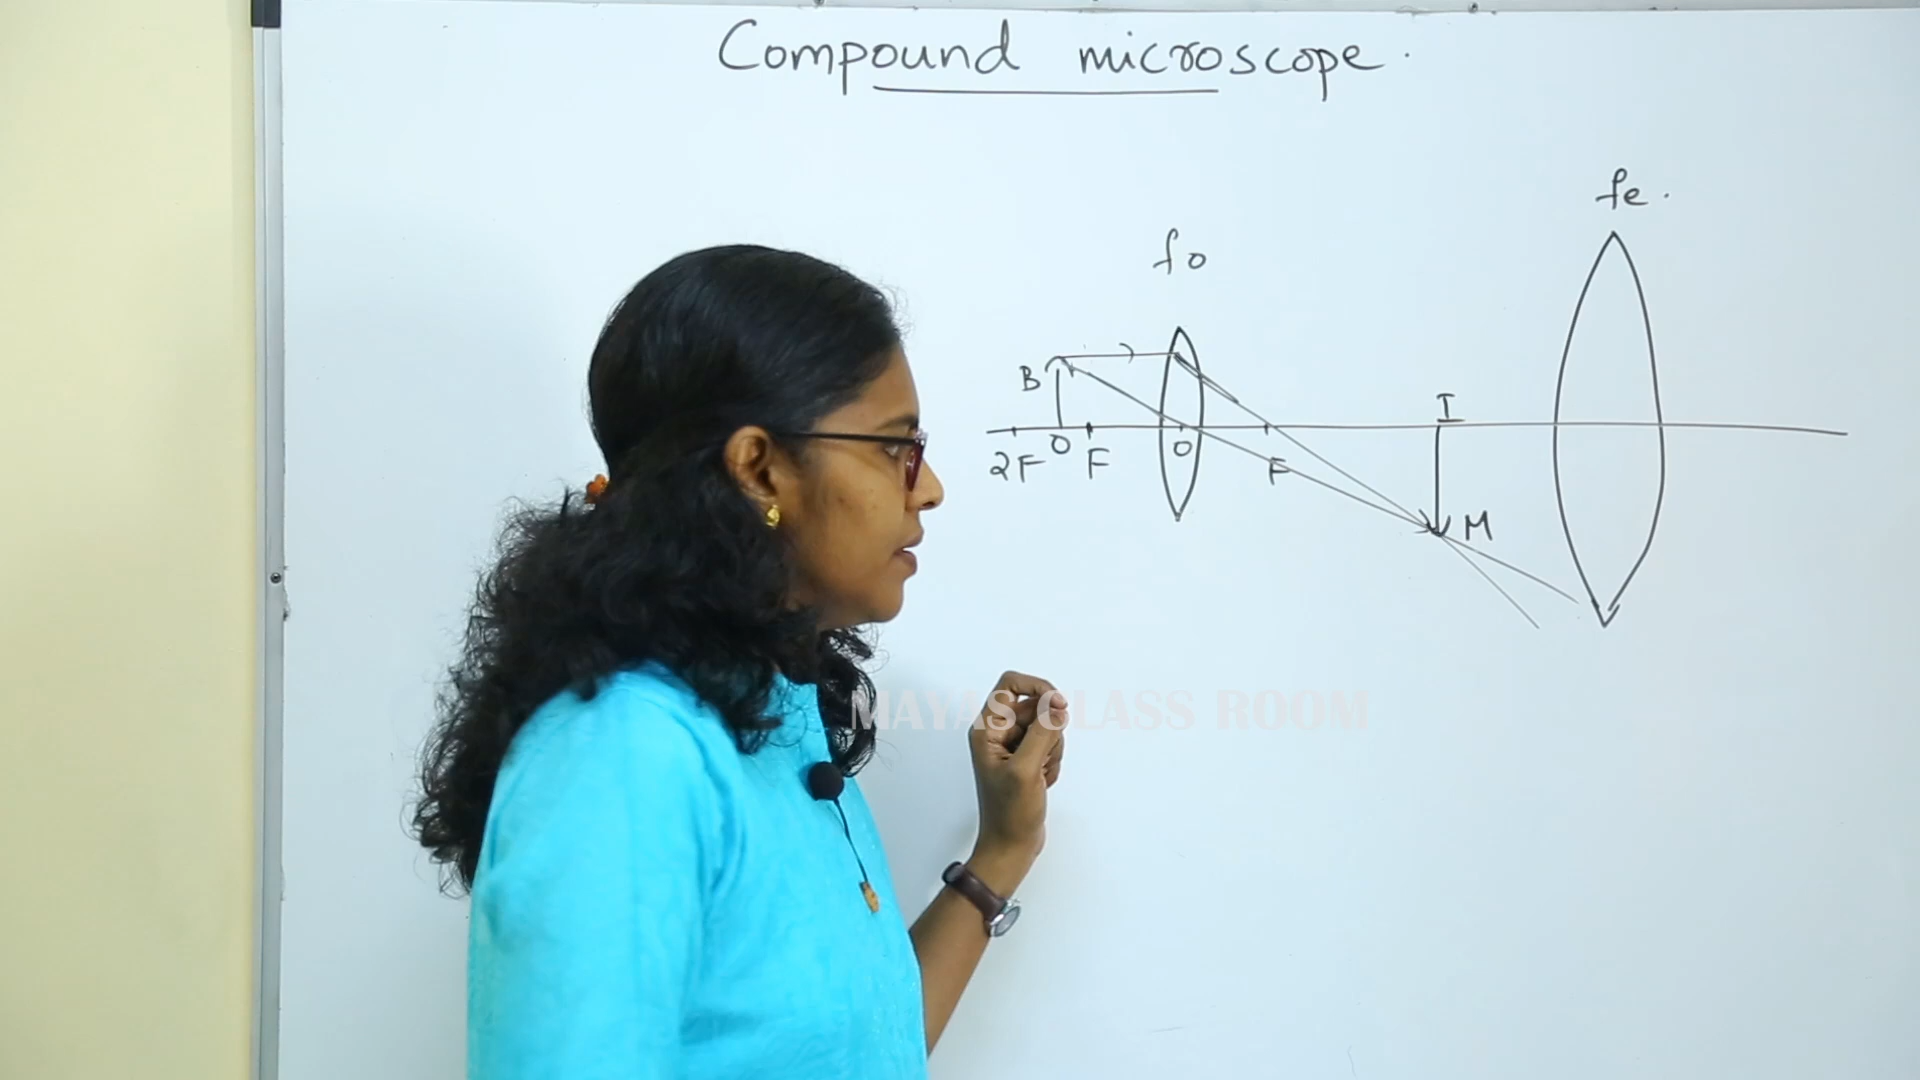 Compound microscope.
fe.
fo
B
I
2F O F O F
M
MAYAS CLASS ROOM